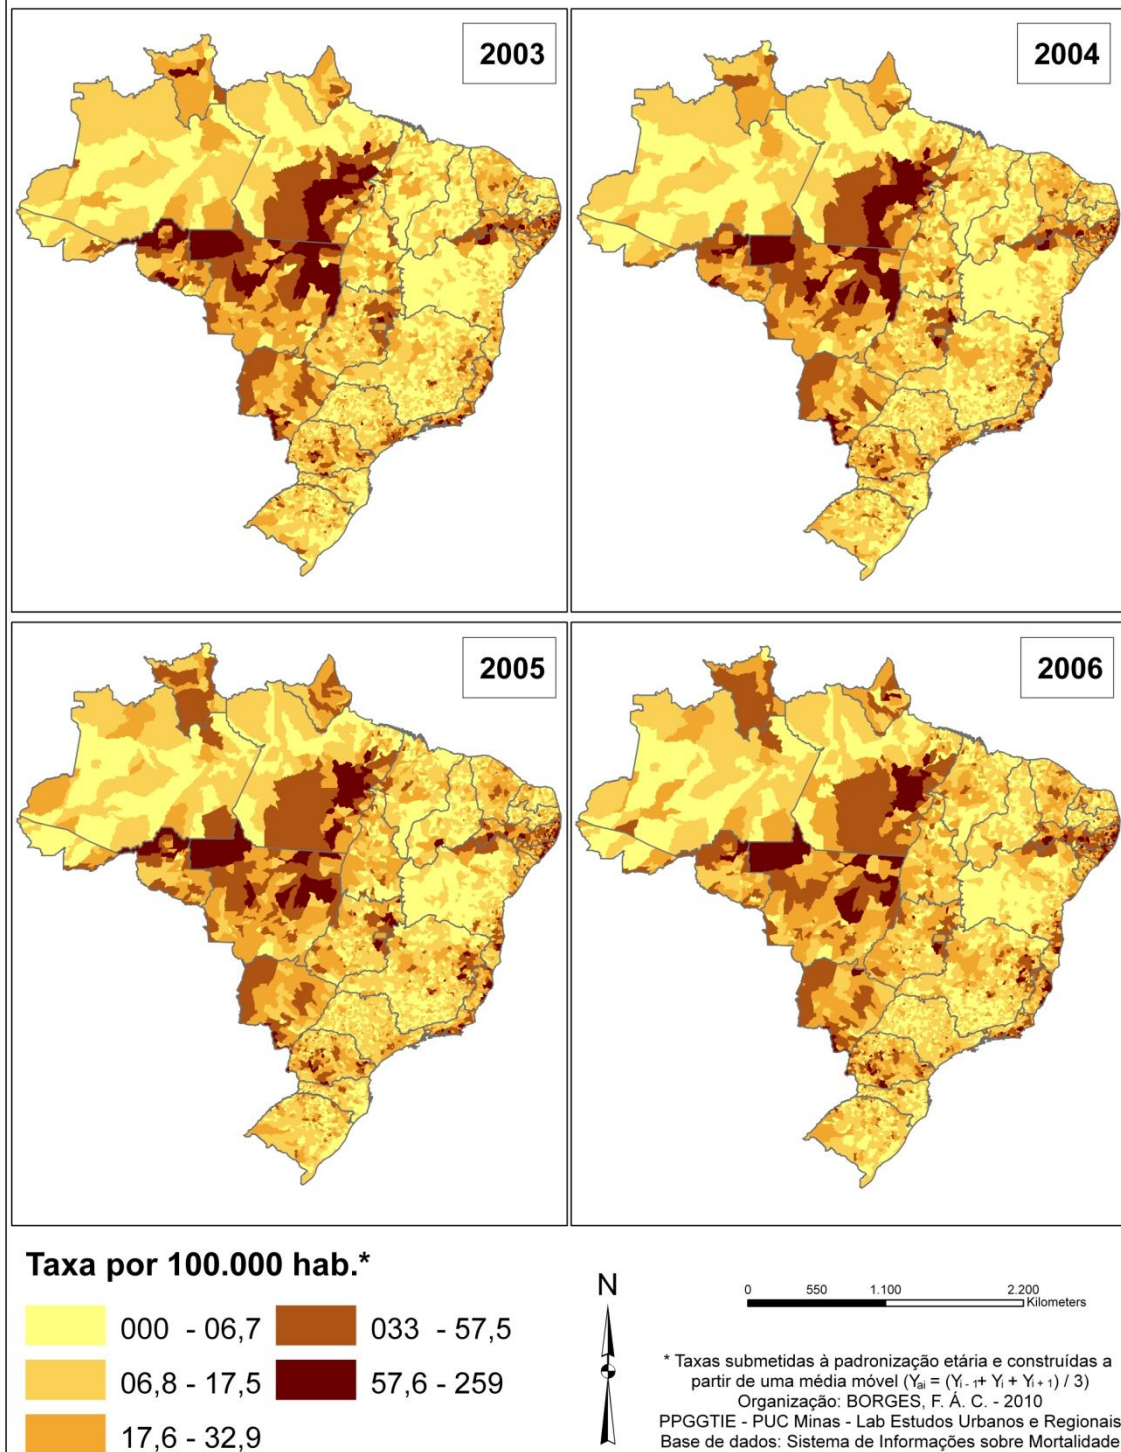 2003
2004
2005
2006
Taxa por 100.000 hab.*
000 - 06,7
033 - 57,5
06,8 - 17,5
57,6 - 259
17,6 - 32,9
N
0 550 1.100 2.200
Kilometers
* Taxas submetidas à padronização etária e construídas a
partir de uma média móvel (Yai = (Yi - 1+ Yi + Yi + 1) / 3)
Organização: BORGES, F. Á. C. - 2010
PPGGTIE - PUC Minas - Lab Estudos Urbanos e Regionais
Base de dados: Sistema de Informações sobre Mortalidade